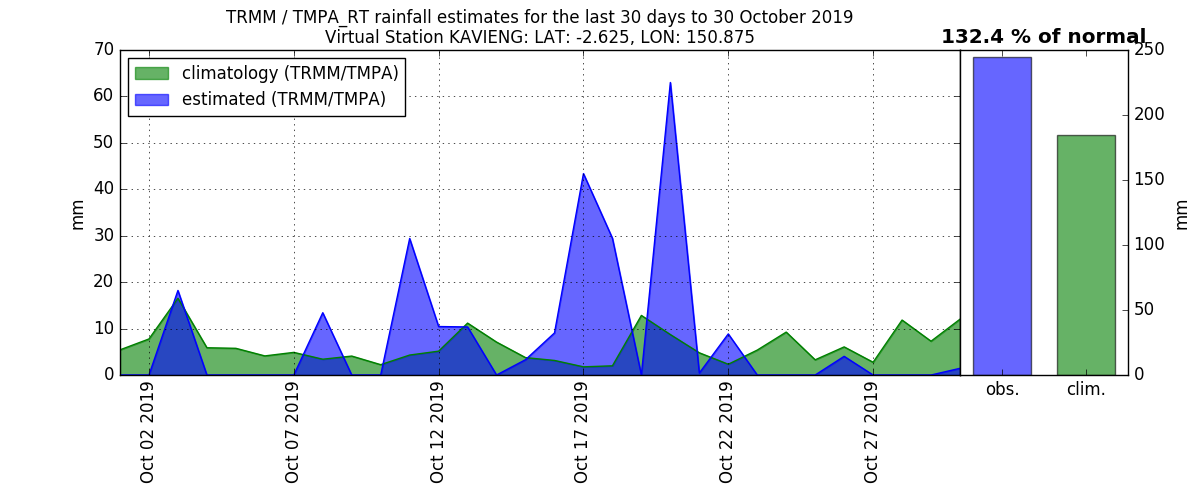 TRMM / TMPA_RT rainfall estimates for the last 30 days to 30 October 2019
Virtual Station KAVIENG: LAT: -2.625, LON: 150.875
132.4 % of normal
climatology (TRMM/TMPA)
estimated (TRMM/TMPA)
70
60
50
40
30
20
10
0
mm
Oct 02 2019
Oct 07 2019
Oct 12 2019
Oct 17 2019
Oct 22 2019
Oct 27 2019
250
200
150
100
50
0
mm
obs.
clim.